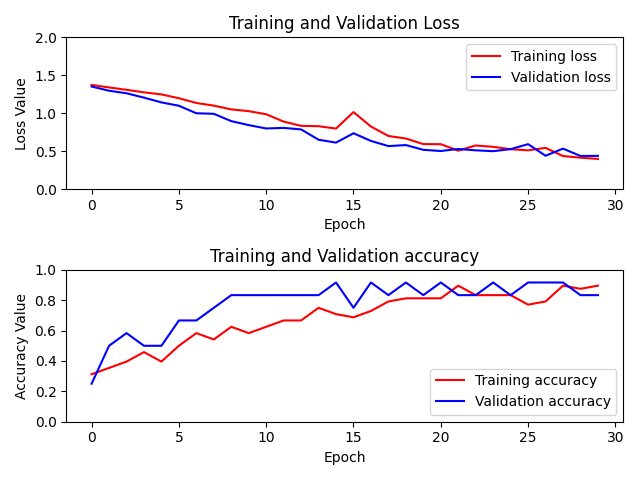 Training and Validation Loss
2.0
1.5
1.0
0.5
0.0
Loss Value
Training loss
Validation loss
0 5 10 15 20 25 30
Epoch
Training and Validation accuracy
1.0
0.8
0.6
0.4
0.2
0.0
Accuracy Value
Training accuracy
Validation accuracy
0 5 10 15 20 25 30
Epoch